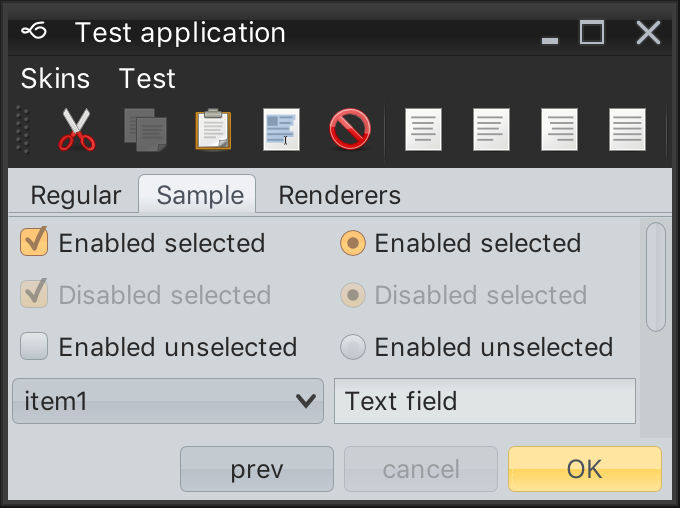 Test application
Skins Test
Regular Sample Renderers
Enabled selected Enabled selected
Disabled selected Disabled selected
Enabled unselected Enabled unselected
item1 Text field
prev cancel OK